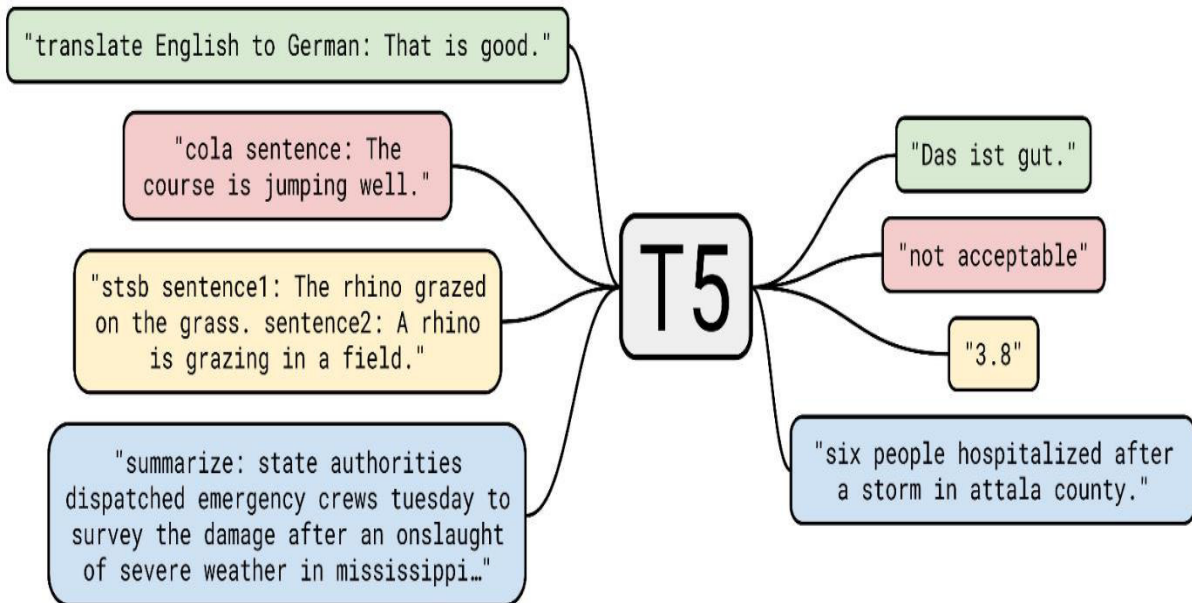 "translate English to German: That is good."
"cola sentence: The
course is jumping well."
"stsb sentence1: The rhino grazed
on the grass. sentence2: A rhino
is grazing in a field."
"summarize: state authorities
dispatched emergency crews tuesday to
survey the damage after an onslaught
of severe weather in mississippi…"
T5
"Das ist gut."
"not acceptable"
"3.8"
"six people hospitalized after
a storm in attala county."